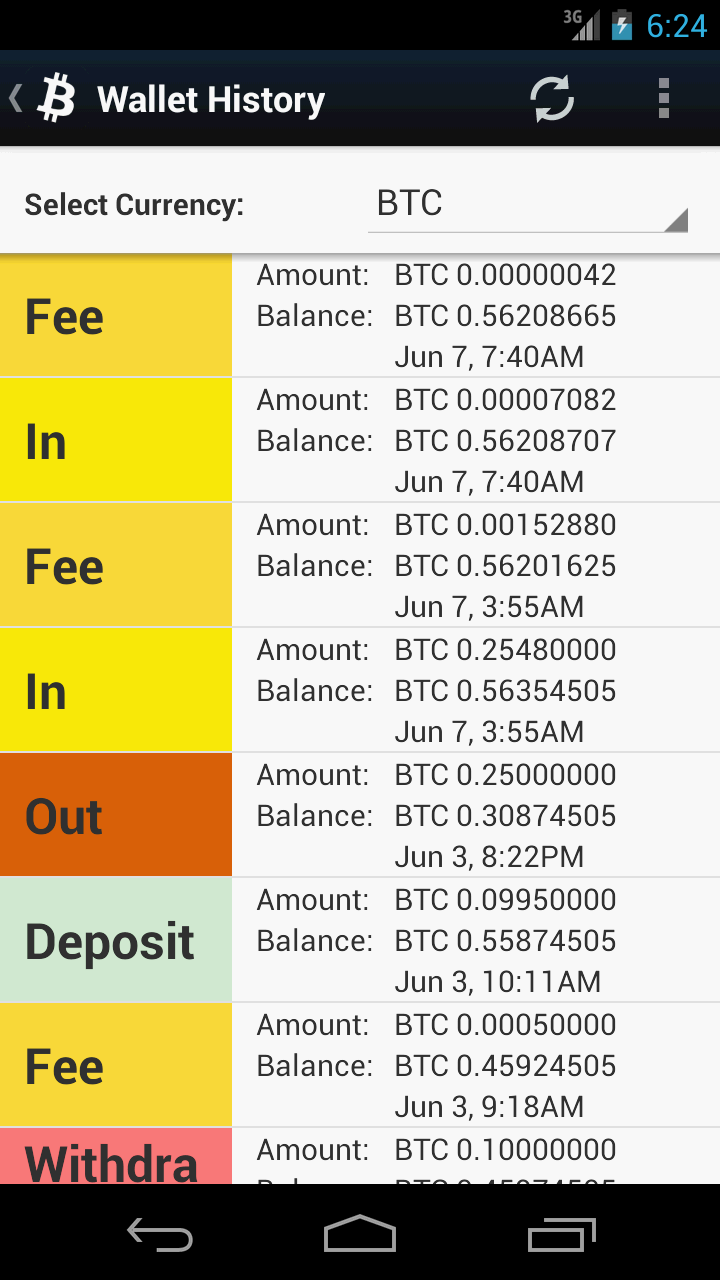 3G 6:24
Wallet History
Select Currency: BTC
Fee
Amount: BTC 0.00000042
Balance: BTC 0.56208665
Jun 7, 7:40AM
In
Amount: BTC 0.00007082
Balance: BTC 0.56208707
Jun 7, 7:40AM
Fee
Amount: BTC 0.00152880
Balance: BTC 0.56201625
Jun 7, 3:55AM
In
Amount: BTC 0.25480000
Balance: BTC 0.56354505
Jun 7, 3:55AM
Out
Amount: BTC 0.25000000
Balance: BTC 0.30874505
Jun 3, 8:22PM
Deposit
Amount: BTC 0.09950000
Balance: BTC 0.55874505
Jun 3, 10:11AM
Fee
Amount: BTC 0.00050000
Balance: BTC 0.45924505
Jun 3, 9:18AM
Withdra
Amount: BTC 0.10000000